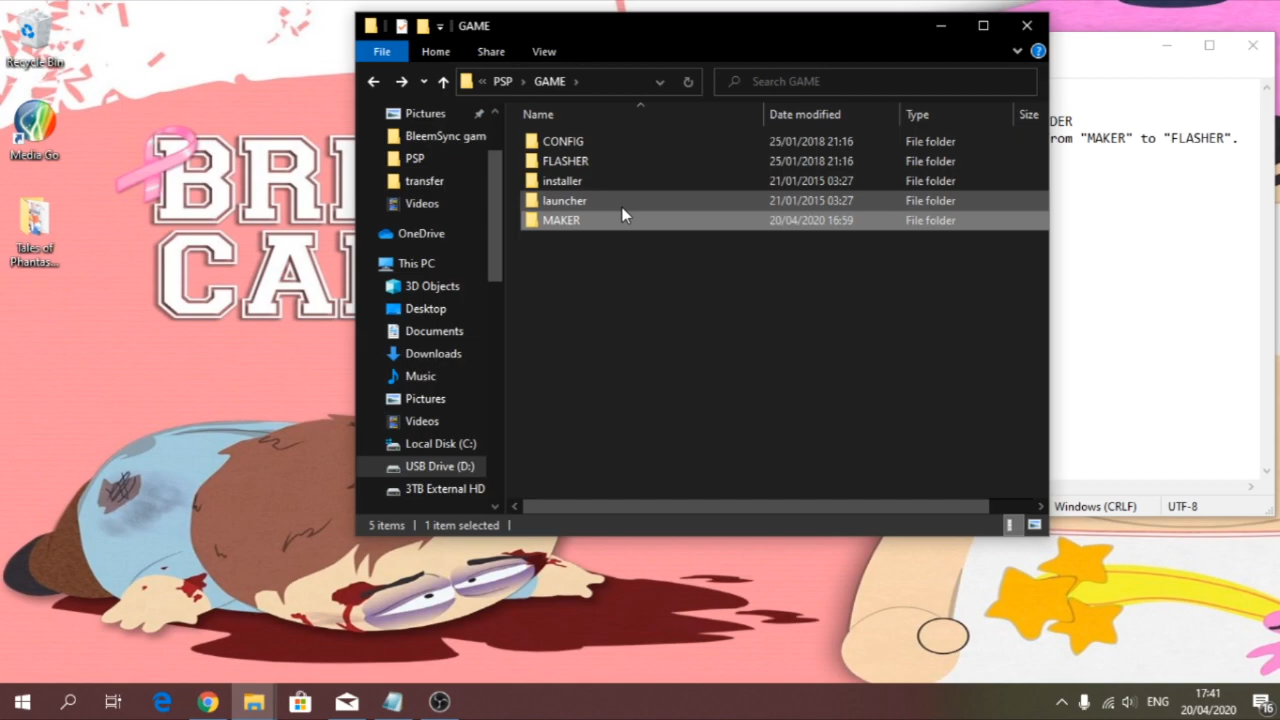 Recycle Bin
Media Go
Tales of
Phantas...
BR
CA
GAME
File Home Share View
PSP GAME
Search GAME
Name Date modified Type Size
CONFIG 25/01/2018 21:16 File folder
FLASHER 25/01/2018 21:16 File folder
installer 21/01/2015 03:27 File folder
launcher 21/01/2015 03:27 File folder
MAKER 20/04/2020 16:59 File folder
Pictures
BleemSync gam
PSP
transfer
Videos
OneDrive
This PC
3D Objects
Desktop
Documents
Downloads
Music
Pictures
Videos
Local Disk (C:)
USB Drive (D:)
3TB External HD
5 items 1 item selected
DER
rom "MAKER" to "FLASHER".
Windows (CRLF) UTF-8
ENG
17:41
20/04/2020
16